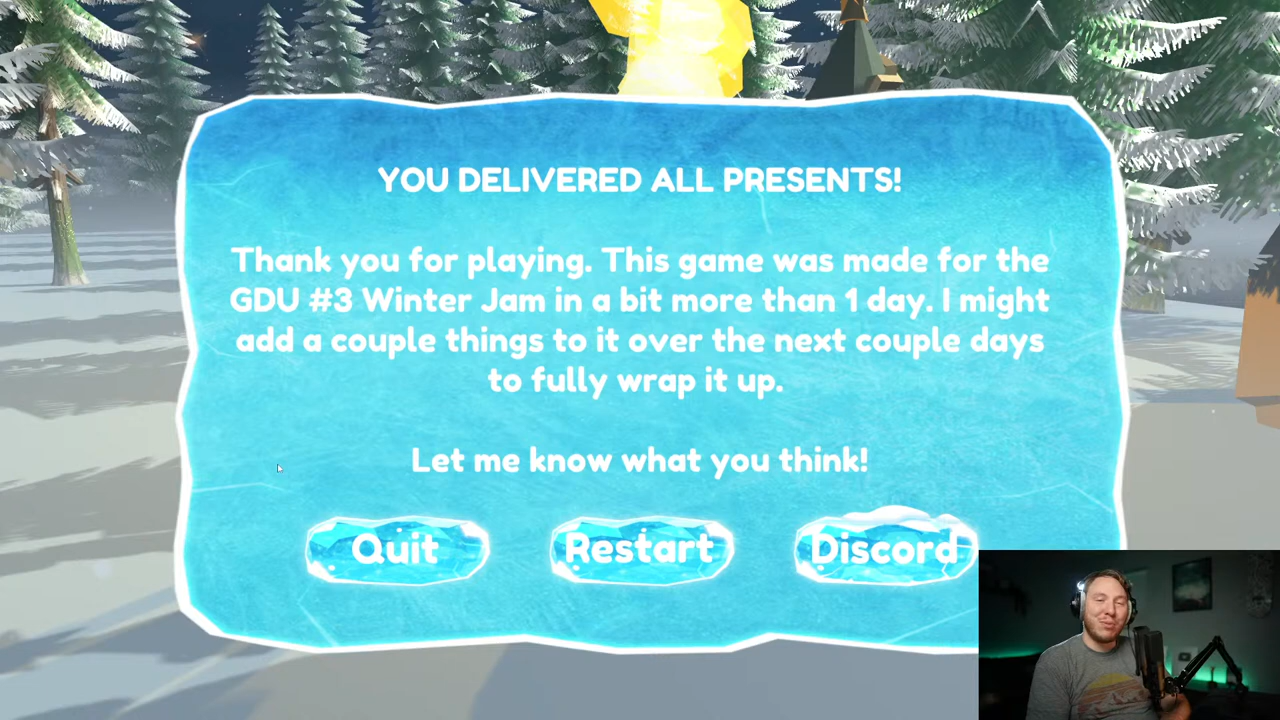 YOU DELIVERED ALL PRESENTS!
Thank you for playing. This game was made for the
GDU #3 Winter Jam in a bit more than 1 day. I might
add a couple things to it over the next couple days
to fully wrap it up.
Let me know what you think!
Quit Restart Discord